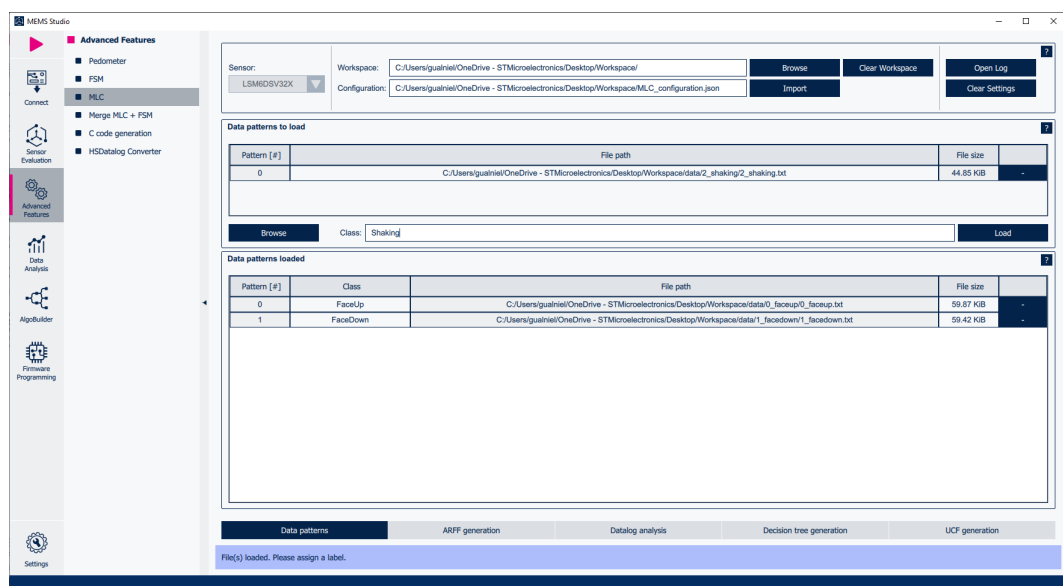 MEMS Studio
Connect
Sensor
Evaluation
Advanced
Features
Data
Analysis
AlgoBuilder
Firmware
Programming
Settings
Advanced Features
Pedometer
FSM
MLC
Merge MLC + FSM
C code generation
HSDatalog Converter
?
Sensor:
LSM6DSV32X
Workspace: C:/Users/gualniel/OneDrive - STMicroelectronics/Desktop/Workspace/ Browse Clear Workspace Open Log
Configuration: C:/Users/gualniel/OneDrive - STMicroelectronics/Desktop/Workspace/MLC_configuration.json Import Clear Settings
Data patterns to load ?
Pattern [#] File path File size
0 C:/Users/gualniel/OneDrive - STMicroelectronics/Desktop/Workspace/data/2_shaking/2_shaking.txt 44.85 KiB -
Browse Class: Shaking Load
Data patterns loaded ?
Pattern [#] Class File path File size
0 FaceUp C:/Users/gualniel/OneDrive - STMicroelectronics/Desktop/Workspace/data/0_faceup/0_faceup.txt 59.87 KiB -
1 FaceDown C:/Users/gualniel/OneDrive - STMicroelectronics/Desktop/Workspace/data/1_facedown/1_facedown.txt 59.42 KiB -
Data patterns ARFF generation Datalog analysis Decision tree generation UCF generation
File(s) loaded. Please assign a label.